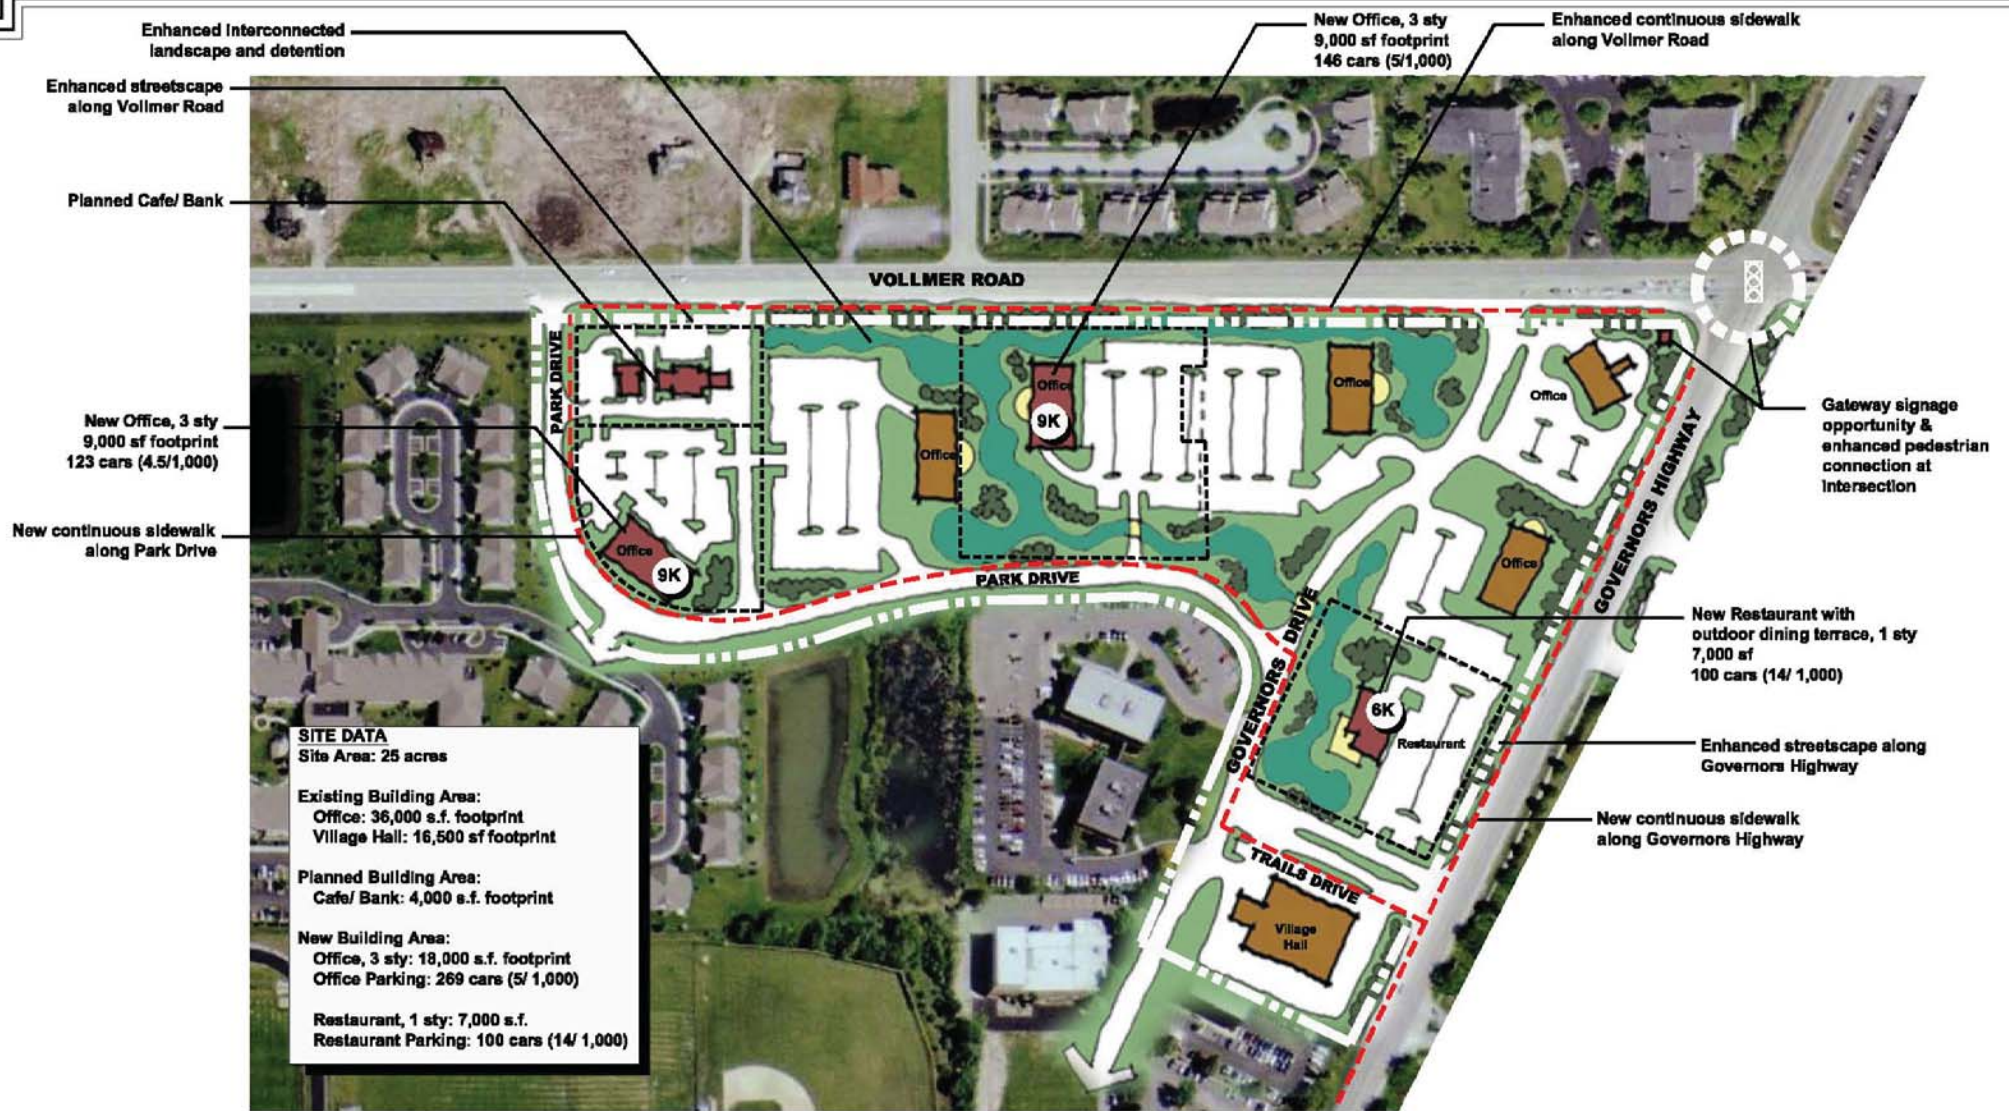 Enhanced interconnected
landscape and detention
New Office, 3 sty
9,000 sf footprint
146 cars (5/1,000)
Enhanced continuous sidewalk
along Vollmer Road
Enhanced streetscape
along Vollmer Road
Planned Cafe/ Bank
VOLLMER ROAD
PARK DRIVE
New Office, 3 sty
9,000 sf footprint
123 cars (4.5/1,000)
New continuous sidewalk
along Park Drive
Office
9K
Office
Office
9K
Office
Office
Office
GOVERNORS HIGHWAY
Gateway signage
opportunity &
enhanced pedestrian
connection at
intersection
PARK DRIVE
GOVERNORS DRIVE
New Restaurant with
outdoor dining terrace, 1 sty
7,000 sf
100 cars (14/ 1,000)
6K
Restaurant
Enhanced streetscape along
Governors Highway
New continuous sidewalk
along Governors Highway
TRAILS DRIVE
Village
Hall
SITE DATA
Site Area: 25 acres
Existing Building Area:
Office: 36,000 s.f. footprint
Village Hall: 16,500 sf footprint
Planned Building Area:
Cafe/ Bank: 4,000 s.f. footprint
New Building Area:
Office, 3 sty: 18,000 s.f. footprint
Office Parking: 269 cars (5/ 1,000)
Restaurant, 1 sty: 7,000 s.f.
Restaurant Parking: 100 cars (14/ 1,000)